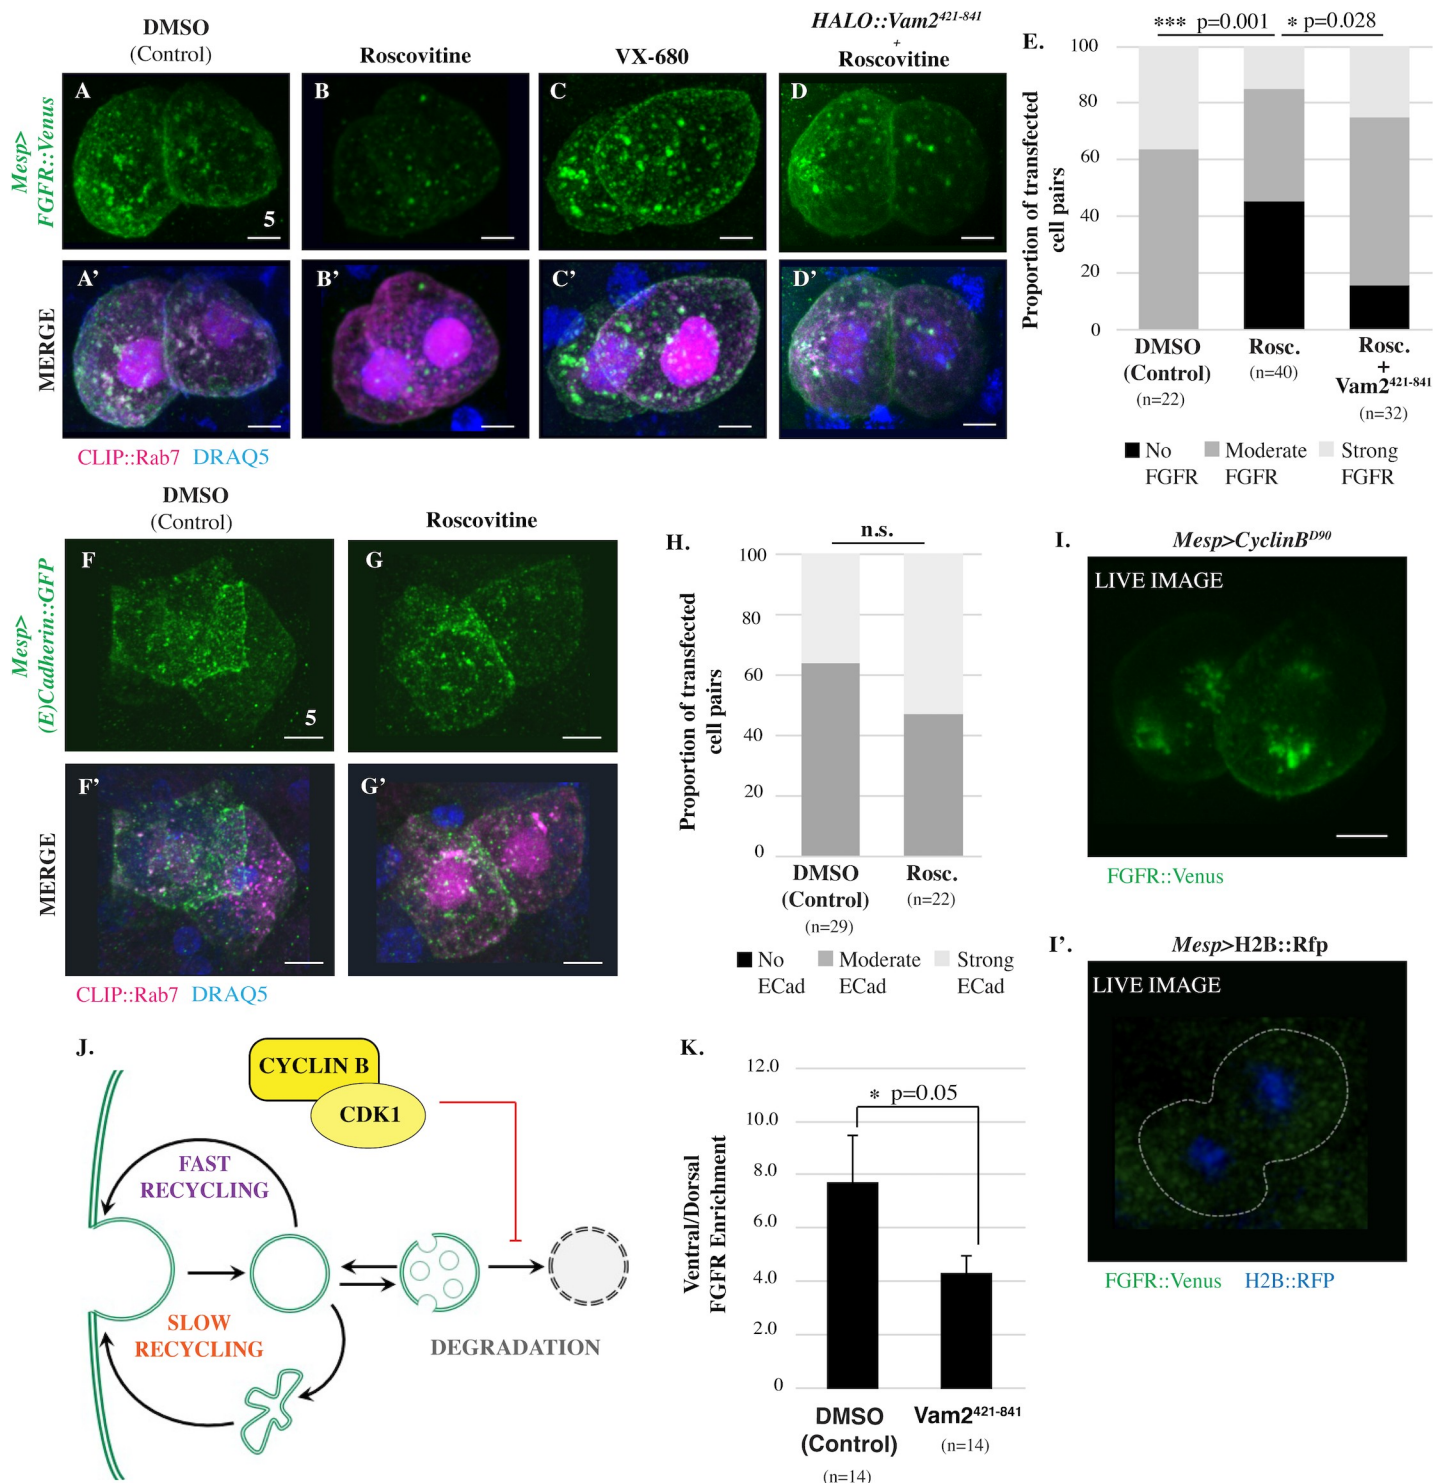 DMSO
(Control)
Roscovitine
VX-680
HALO::Vam2421-841
+
Roscovitine
Mesp>
FGFR::Venus
A
5
B
C
D
MERGE
A’
B’
C’
D’
CLIP::Rab7 DRAQ5
E.
*** p=0.001
* p=0.028
Proportion of transfected
cell pairs
100
80
60
40
20
0
DMSO
(Control)
(n=22)
Rosc.
(n=40)
Rosc.
+
Vam2421-841
(n=32)
No
FGFR
Moderate
FGFR
Strong
FGFR
DMSO
(Control)
Roscovitine
Mesp>
(E)Cadherin::GFP
F
5
G
MERGE
F’
G’
CLIP::Rab7 DRAQ5
H.
n.s.
Proportion of transfected
cell pairs
100
80
60
40
20
0
DMSO
(Control)
(n=29)
Rosc.
(n=22)
No
ECad
Moderate
ECad
Strong
ECad
I.
Mesp>CyclinBD90
LIVE IMAGE
FGFR::Venus
I’.
Mesp>H2B::Rfp
LIVE IMAGE
FGFR::Venus H2B::RFP
J.
CYCLIN B
CDK1
FAST
RECYCLING
SLOW
RECYCLING
DEGRADATION
K.
* p=0.05
Ventral/Dorsal
FGFR Enrichment
12.0
10.0
8.0
6.0
4.0
2.0
0
DMSO
(Control)
(n=14)
Vam2421-841
(n=14)